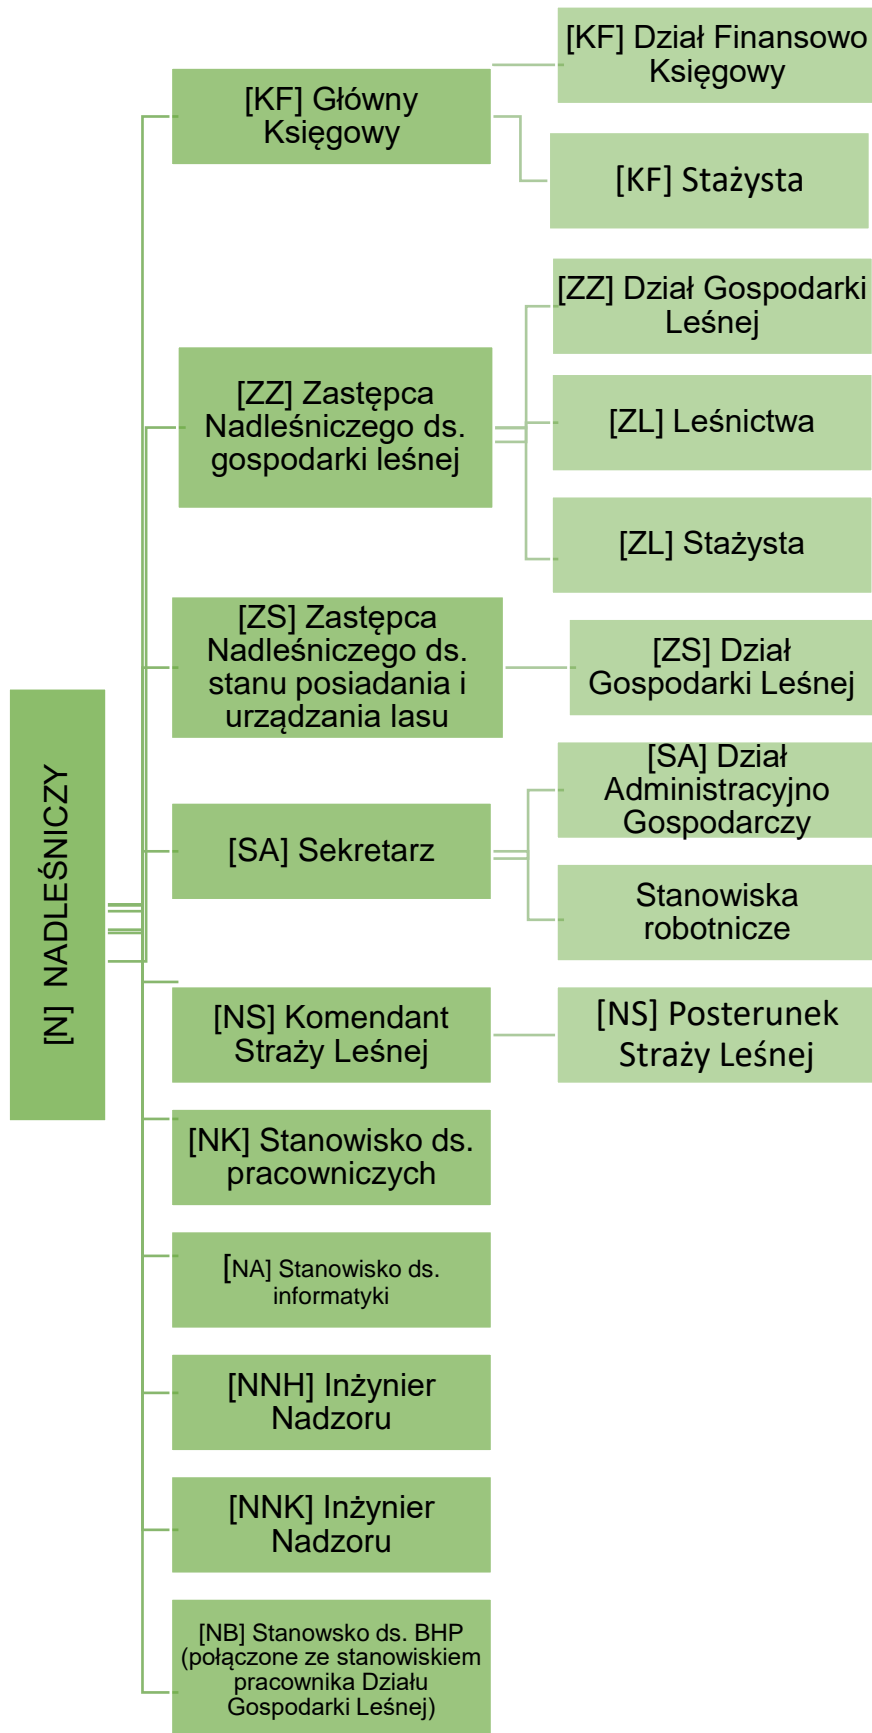 [N] NADLEŚNICZY
[KF] Główny
Księgowy
[KF] Dział Finansowo
Księgowy
[KF] Stażysta
[ZZ] Zastępca
Nadleśniczego ds.
gospodarki leśnej
[ZZ] Dział Gospodarki
Leśnej
[ZL] Leśnictwa
[ZL] Stażysta
[ZS] Zastępca
Nadleśniczego ds.
stanu posiadania i
urządzania lasu
[ZS] Dział
Gospodarki Leśnej
[SA] Sekretarz
[SA] Dział
Administracyjno
Gospodarczy
Stanowiska
robotnicze
[NS] Komendant
Straży Leśnej
[NS] Posterunek
Straży Leśnej
[NK] Stanowisko ds.
pracowniczych
[NA] Stanowisko ds.
informatyki
[NNH] Inżynier
Nadzoru
[NNK] Inżynier
Nadzoru
[NB] Stanowsko ds. BHP
(połączone ze stanowiskiem
pracownika Działu
Gospodarki Leśnej)